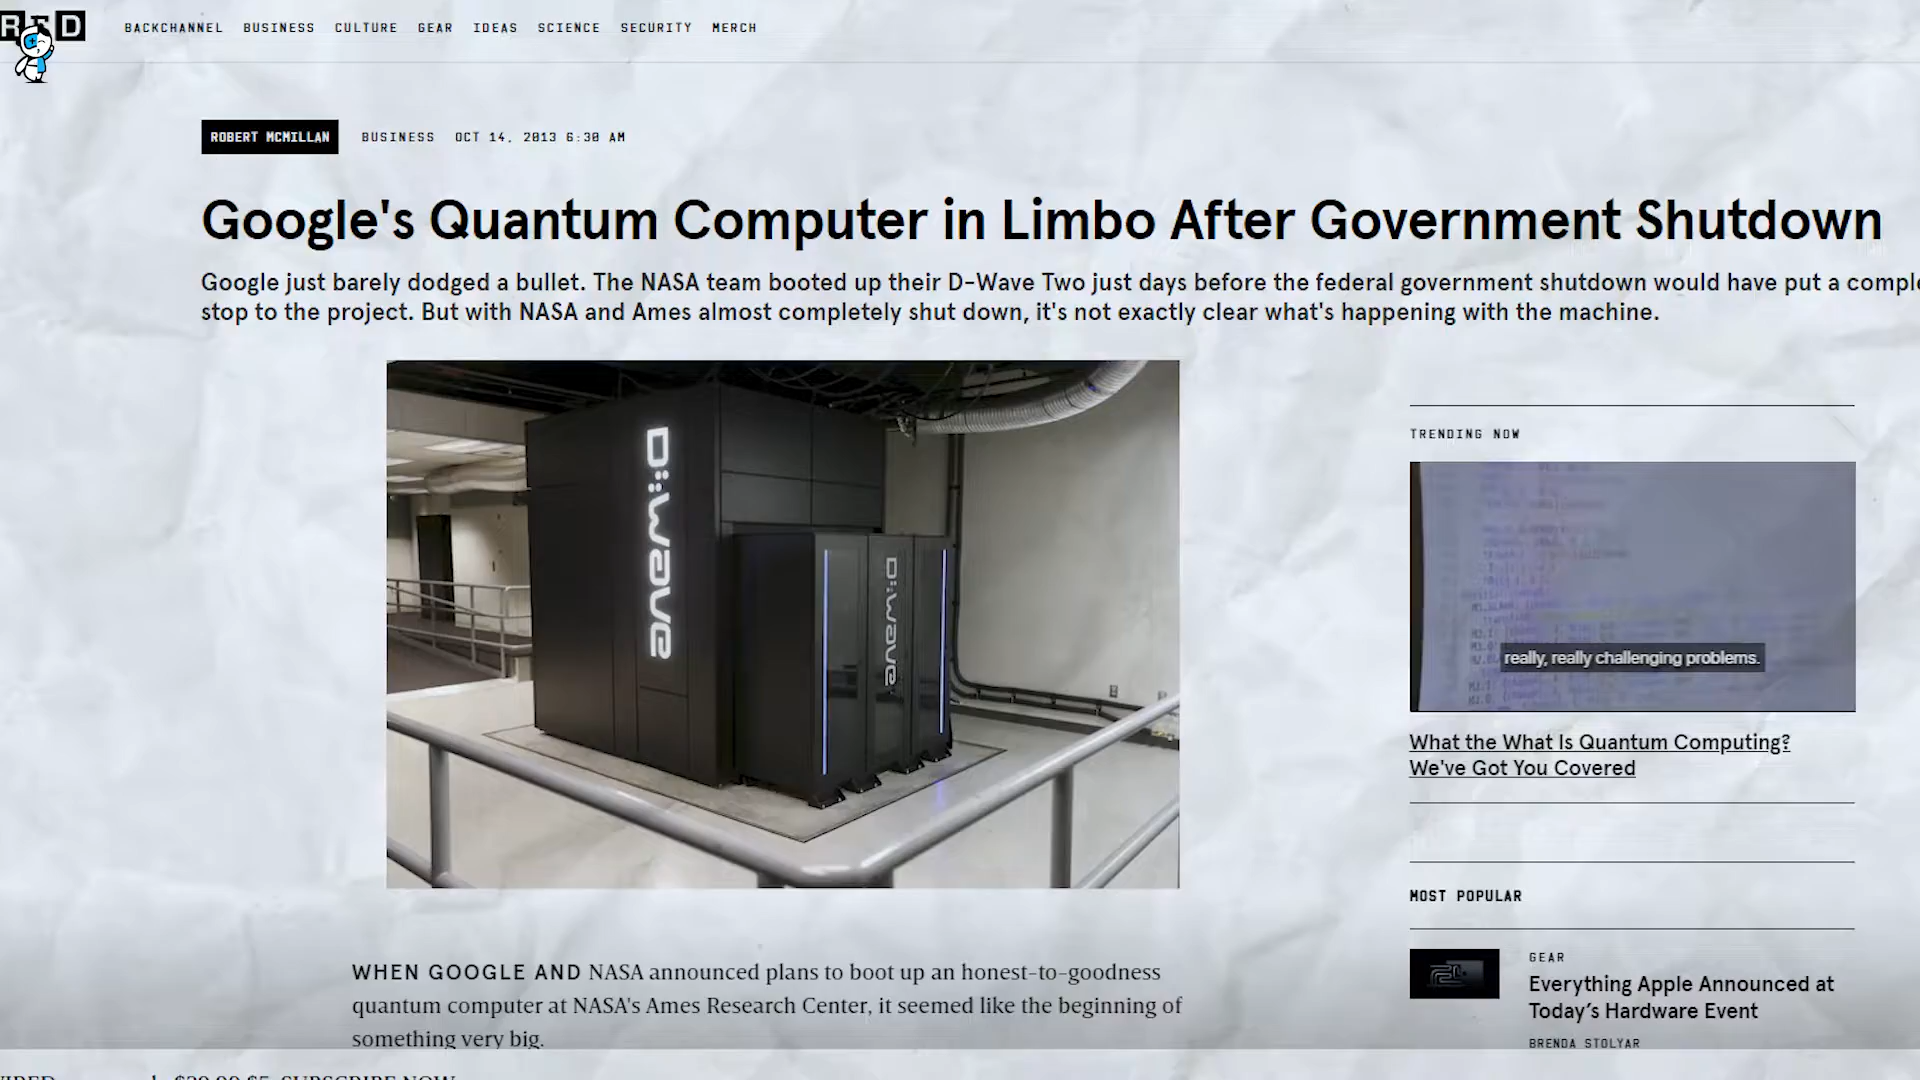 BACKCHANNEL BUSINESS CULTURE GEAR IDEAS SCIENCE SECURITY MERCH
ROBERT MCMILLAN BUSINESS OCT 14, 2013 6:30 AM
Google's Quantum Computer in Limbo After Government Shutdown
Google just barely dodged a bullet. The NASA team booted up their D-Wave Two just days before the federal government shutdown would have put a
stop to the project. But with NASA and Ames almost completely shut down, it's not exactly clear what's happening with the machine.
D:wave
D:wave
TRENDING NOW
really, really challenging problems.
What the What Is Quantum Computing?
We've Got You Covered
MOST POPULAR
GEAR
Everything Apple Announced at
Today's Hardware Event
BRENDA STOLYAR
WHEN GOOGLE AND NASA announced plans to boot up an honest-to-goodness
quantum computer at NASA's Ames Research Center, it seemed like the beginning of
something very big.